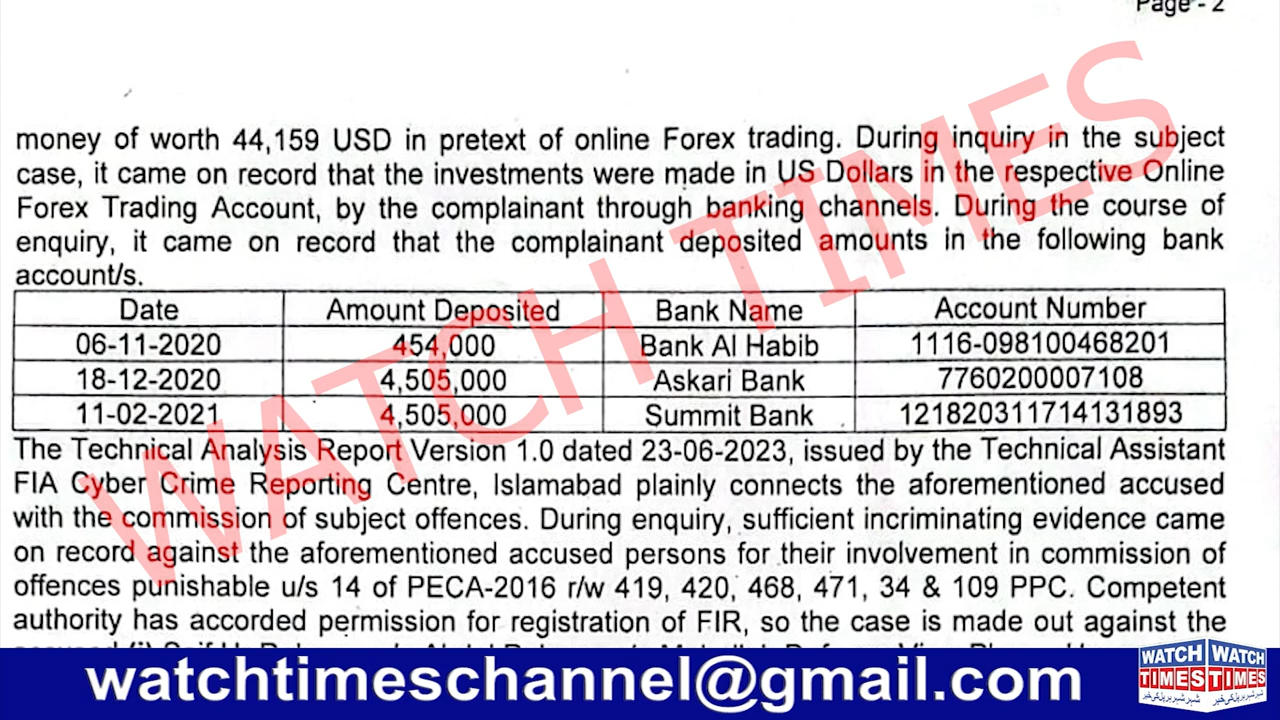 Page - 2
money of worth 44,159 USD in pretext of online Forex trading. During inquiry in the subject
case, it came on record that the investments were made in US Dollars in the respective Online
Forex Trading Account, by the complainant through banking channels. During the course of
enquiry, it came on record that the complainant deposited amounts in the following bank
account/s.
Date Amount Deposited Bank Name Account Number
06-11-2020 454,000 Bank Al Habib 1116-098100468201
18-12-2020 4,505,000 Askari Bank 7760200007108
11-02-2021 4,505,000 Summit Bank 121820311714131893
The Technical Analysis Report Version 1.0 dated 23-06-2023, issued by the Technical Assistant
FIA Cyber Crime Reporting Centre, Islamabad plainly connects the aforementioned accused
with the commission of subject offences. During enquiry, sufficient incriminating evidence came
on record against the aforementioned accused persons for their involvement in commission of
offences punishable u/s 14 of PECA-2016 r/w 419, 420, 468, 471, 34 & 109 PPC. Competent
authority has accorded permission for registration of FIR, so the case is made out against the
WATCH TIMES
watchtimeschannel@gmail.com
WATCH WATCH
TIMES TIMES